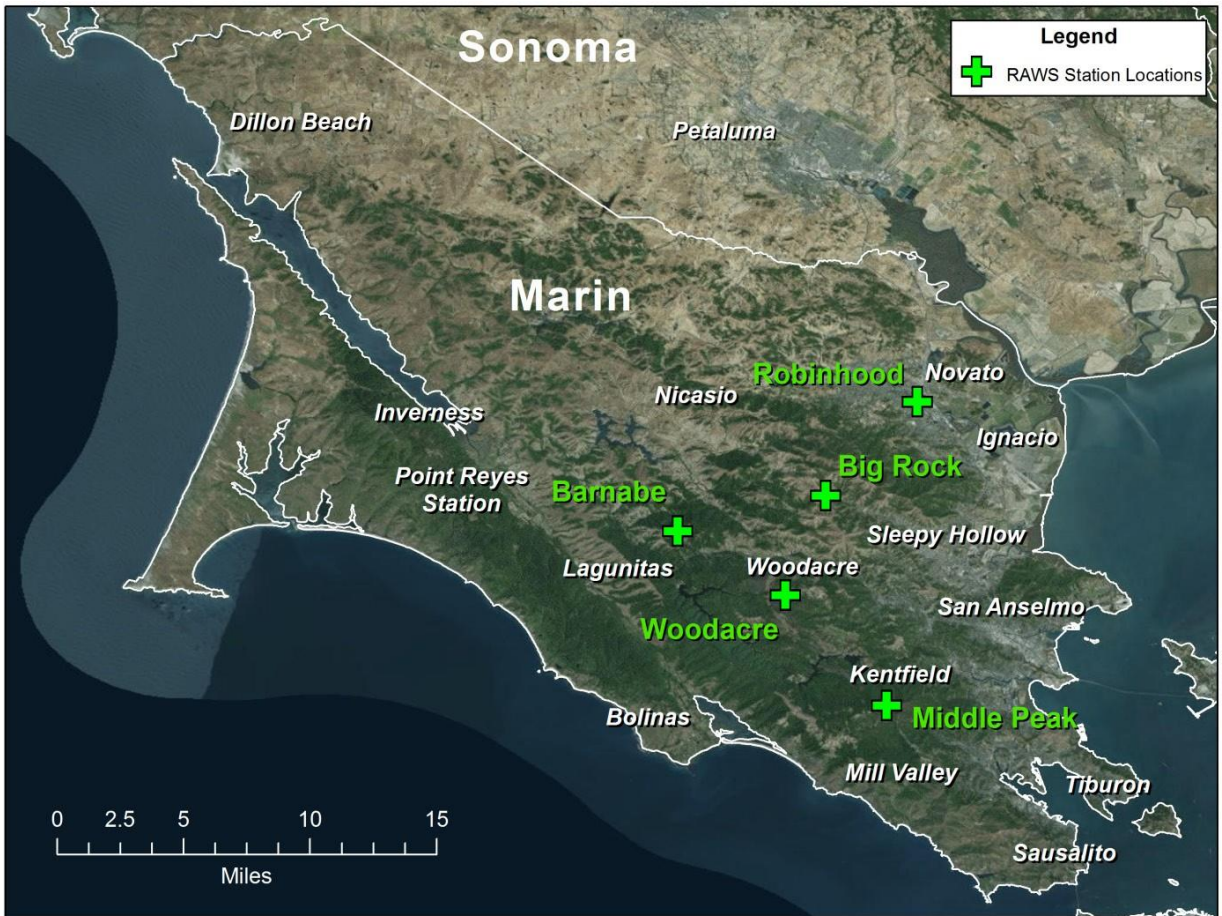 Sonoma
Legend
RAWS Station Locations
Dillon Beach
Petaluma
Marin
Robinhood
Novato
Nicasio
Inverness
Ignacio
Big Rock
Point Reyes
Station
Barnabe
Sleepy Hollow
Lagunitas
Woodacre
San Anselmo
Woodacre
Kentfield
Bolinas
Middle Peak
Mill Valley
Tiburon
0 2.5 5 10 15
Miles
Sausalito